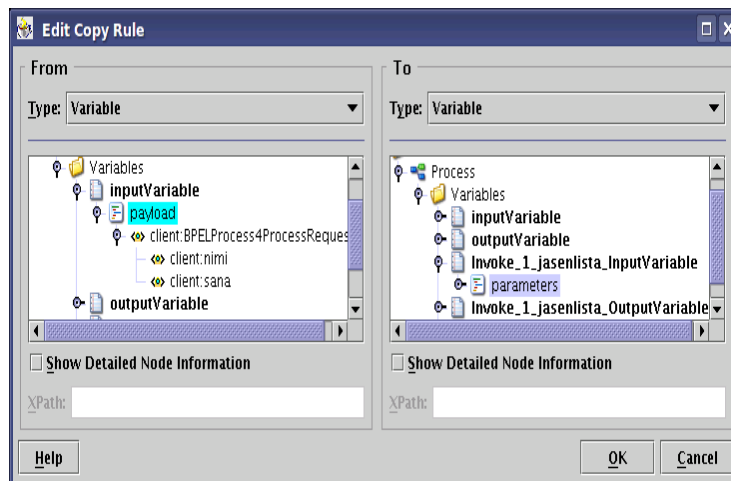 Edit Copy Rule
From
Type: Variable
Variables
inputVariable
payload
client:BPELProcess4ProcessReques
client:nimi
client:sana
outputVariable
Show Detailed Node Information
XPath:
To
Type: Variable
Process
Variables
inputVariable
outputVariable
Invoke_1_jasenlista_InputVariable
parameters
Invoke_1_jasenlista_OutputVariable
Show Detailed Node Information
XPath:
Help
OK
Cancel